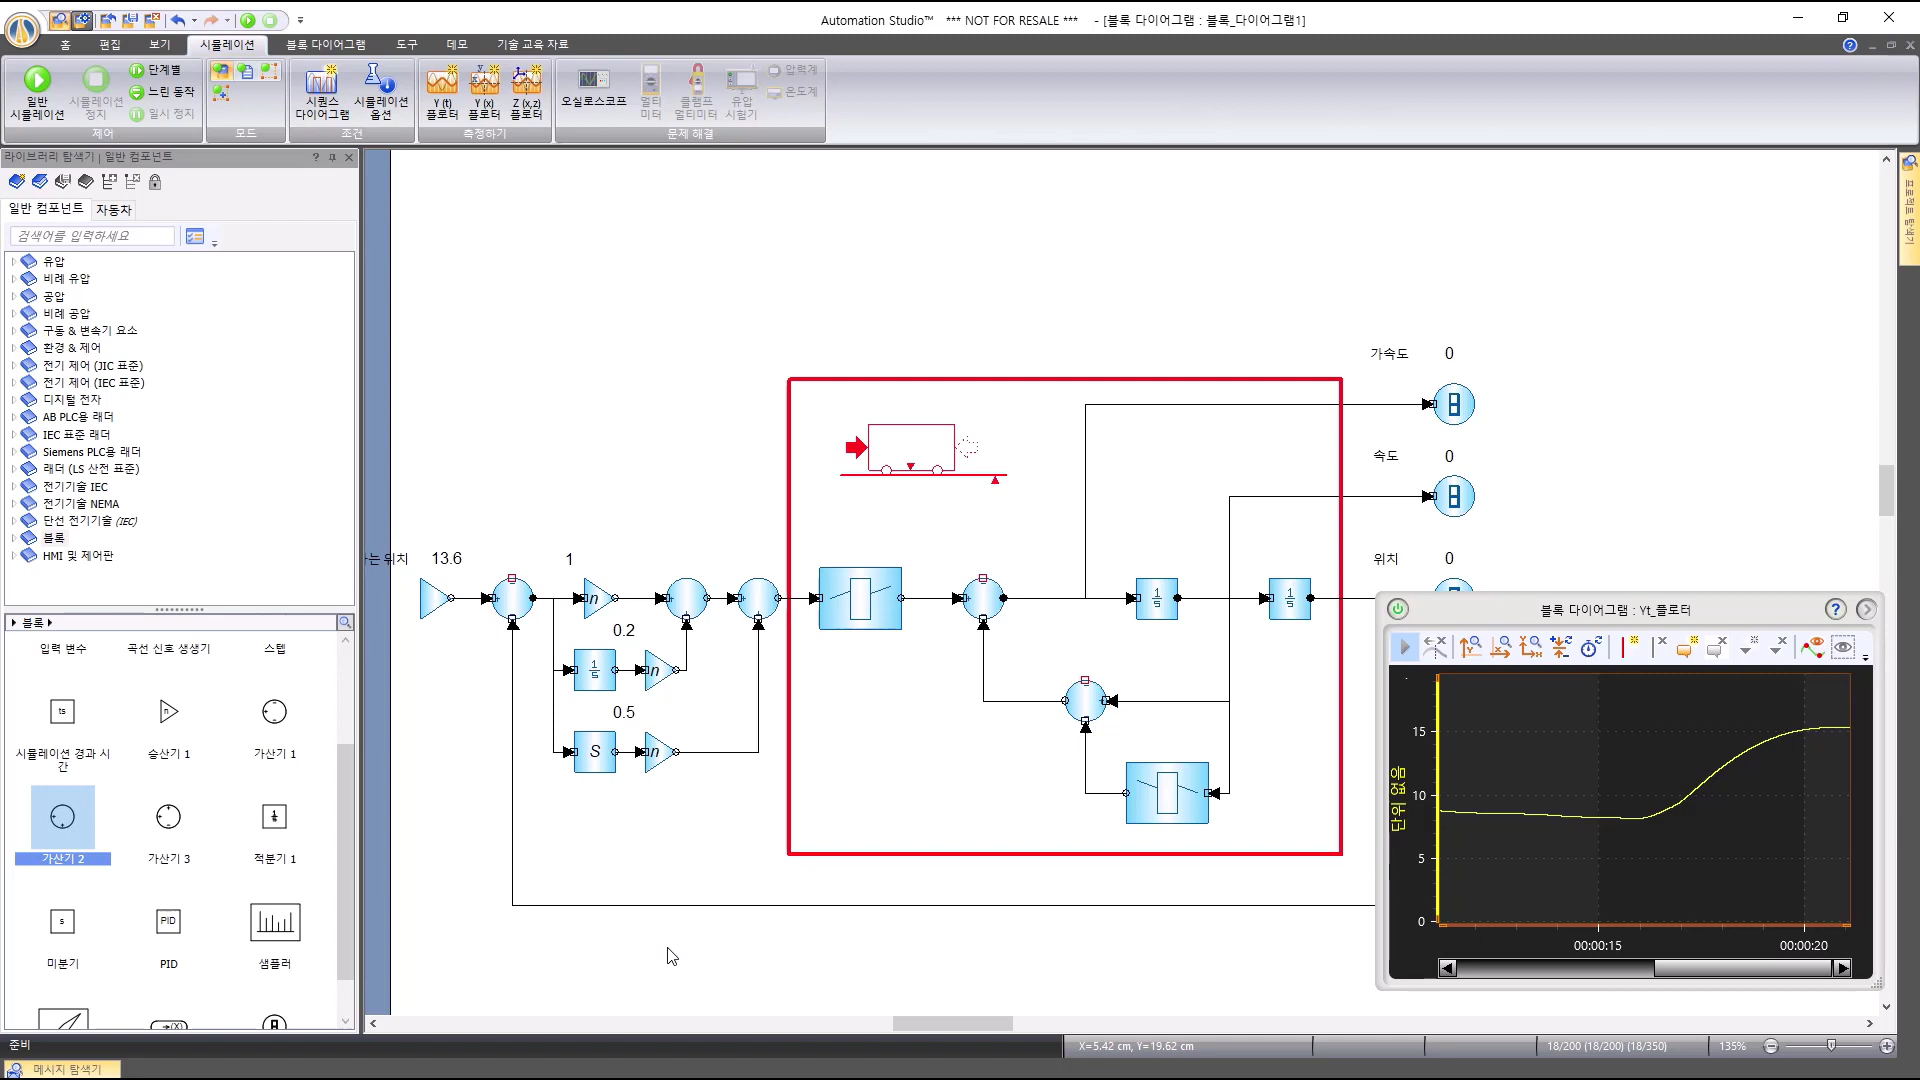 Automation Studio™   *** NOT FOR RESALE ***   - [블록 다이어그램 : 블록_다이어그램1]
홈 편집 보기 시뮬레이션 블록 다이어그램 도구 데모 기술 교육 자료
일반 시뮬레이션
시뮬레이션 정지
단계별
느린 동작
일시 정지
제어
모드
시퀀스 다이어그램
시뮬레이션 옵션
조건
Y (t) 플로터
Y (x) 플로터
Z (x,z) 플로터
측정하기
오실로스코프
멀티 미터
클램프 멀티미터
유압 시험기
압력계
온도계
문제 해결
라이브러리 탐색기 | 일반 컴포넌트
일반 컴포넌트 자동차
검색어를 입력하세요
유압
비례 유압
공압
비례 공압
구동 & 변속기 요소
환경 & 제어
전기 제어 (JIC 표준)
전기 제어 (IEC 표준)
디지털 전자
AB PLC용 래더
IEC 표준 래더
Siemens PLC용 래더
래더 (LS 산전 표준)
전기기술 IEC
전기기술 NEMA
단선 전기기술 (IEC)
블록
HMI 및 제어판
블록
입력 변수 곡선 신호 생성기 스텝
ts n
시뮬레이션 경과 시간 승산기 1 가산기 1
가산기 2 가산기 3 적분기 1
s PID
미분기 PID 샘플러
프로젝트 탐색기
가속도 0
속도 0
는 위치 13.6 1
위치 0
n 1/s 1/s
0.2
1/s n
0.5
S n
블록 다이어그램 : Yt_플로터
단위 없음
15
10
5
0
00:00:15 00:00:20
준비
X=5.42 cm, Y=19.62 cm
18/200 (18/200) (18/350)
135%
메시지 탐색기